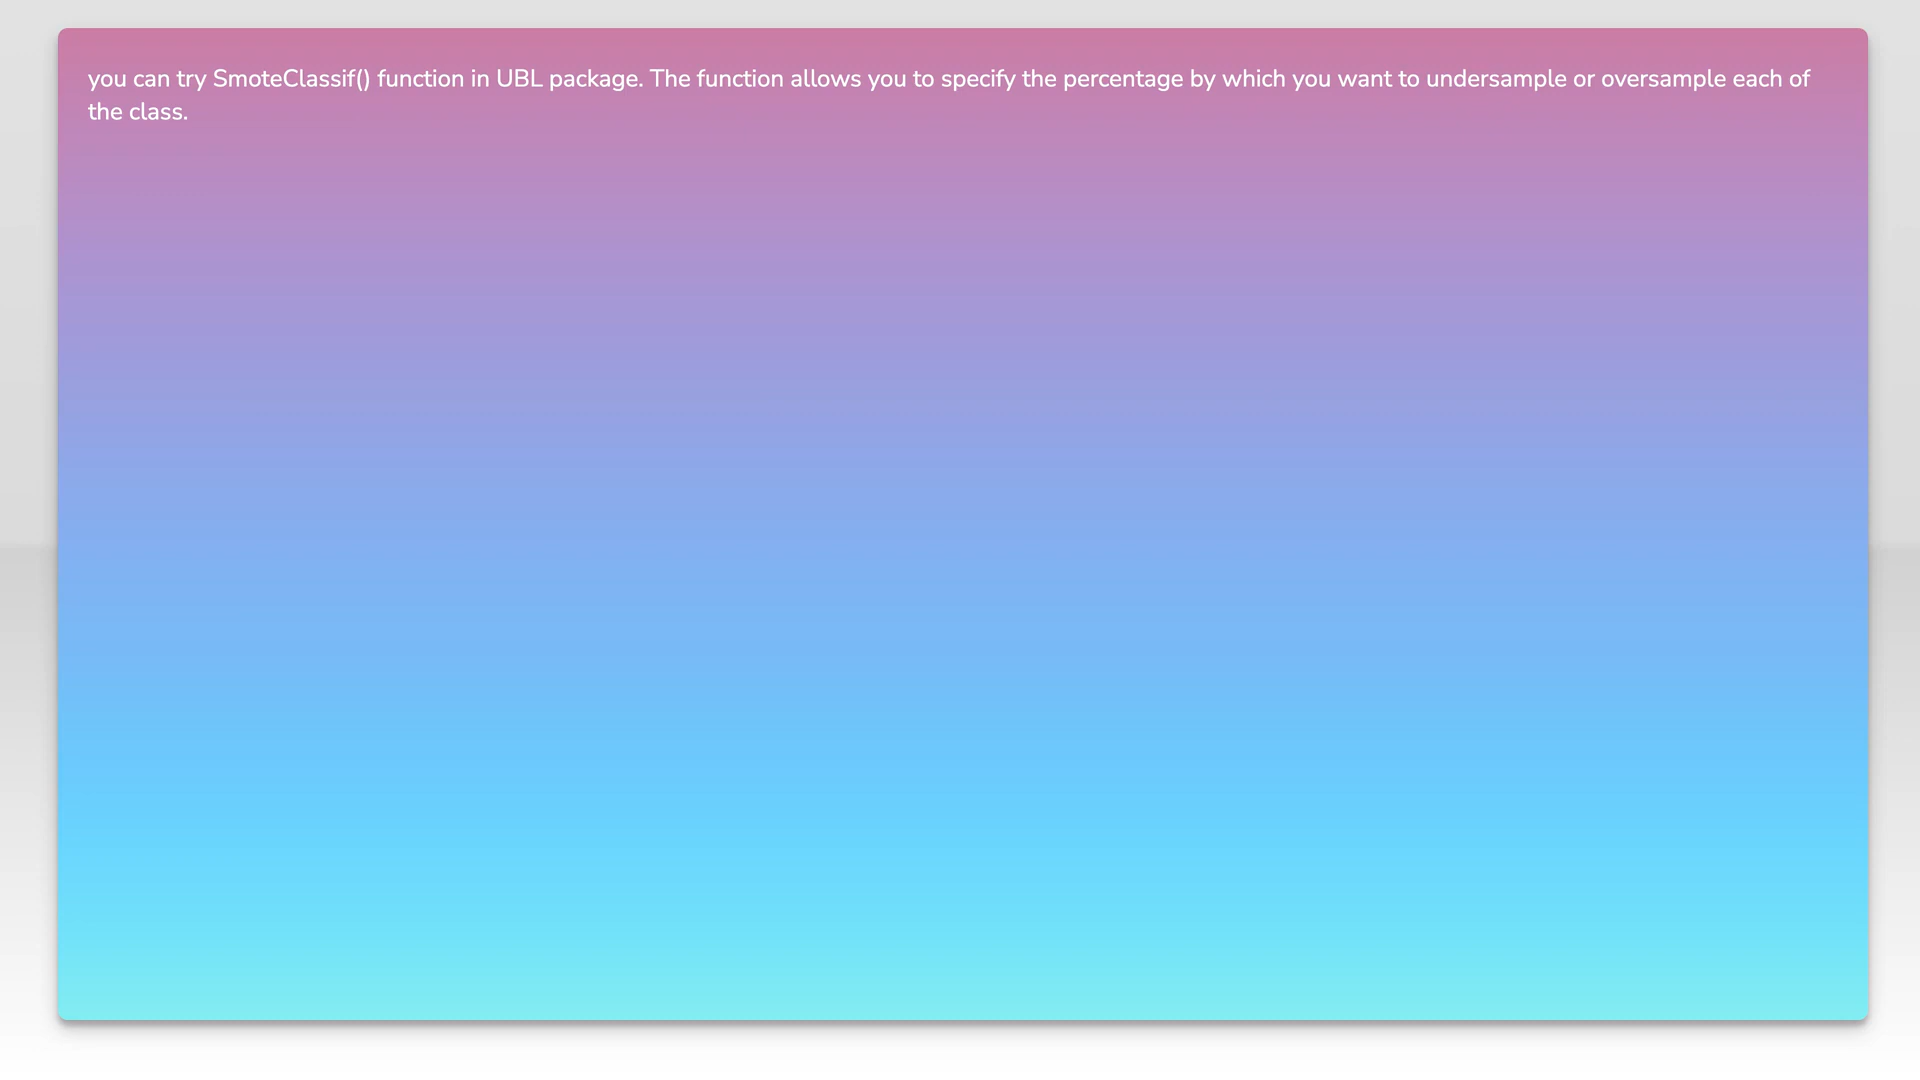 you can try SmoteClassif() function in UBL package. The function allows you to specify the percentage by which you want to undersample or oversample each of
the class.